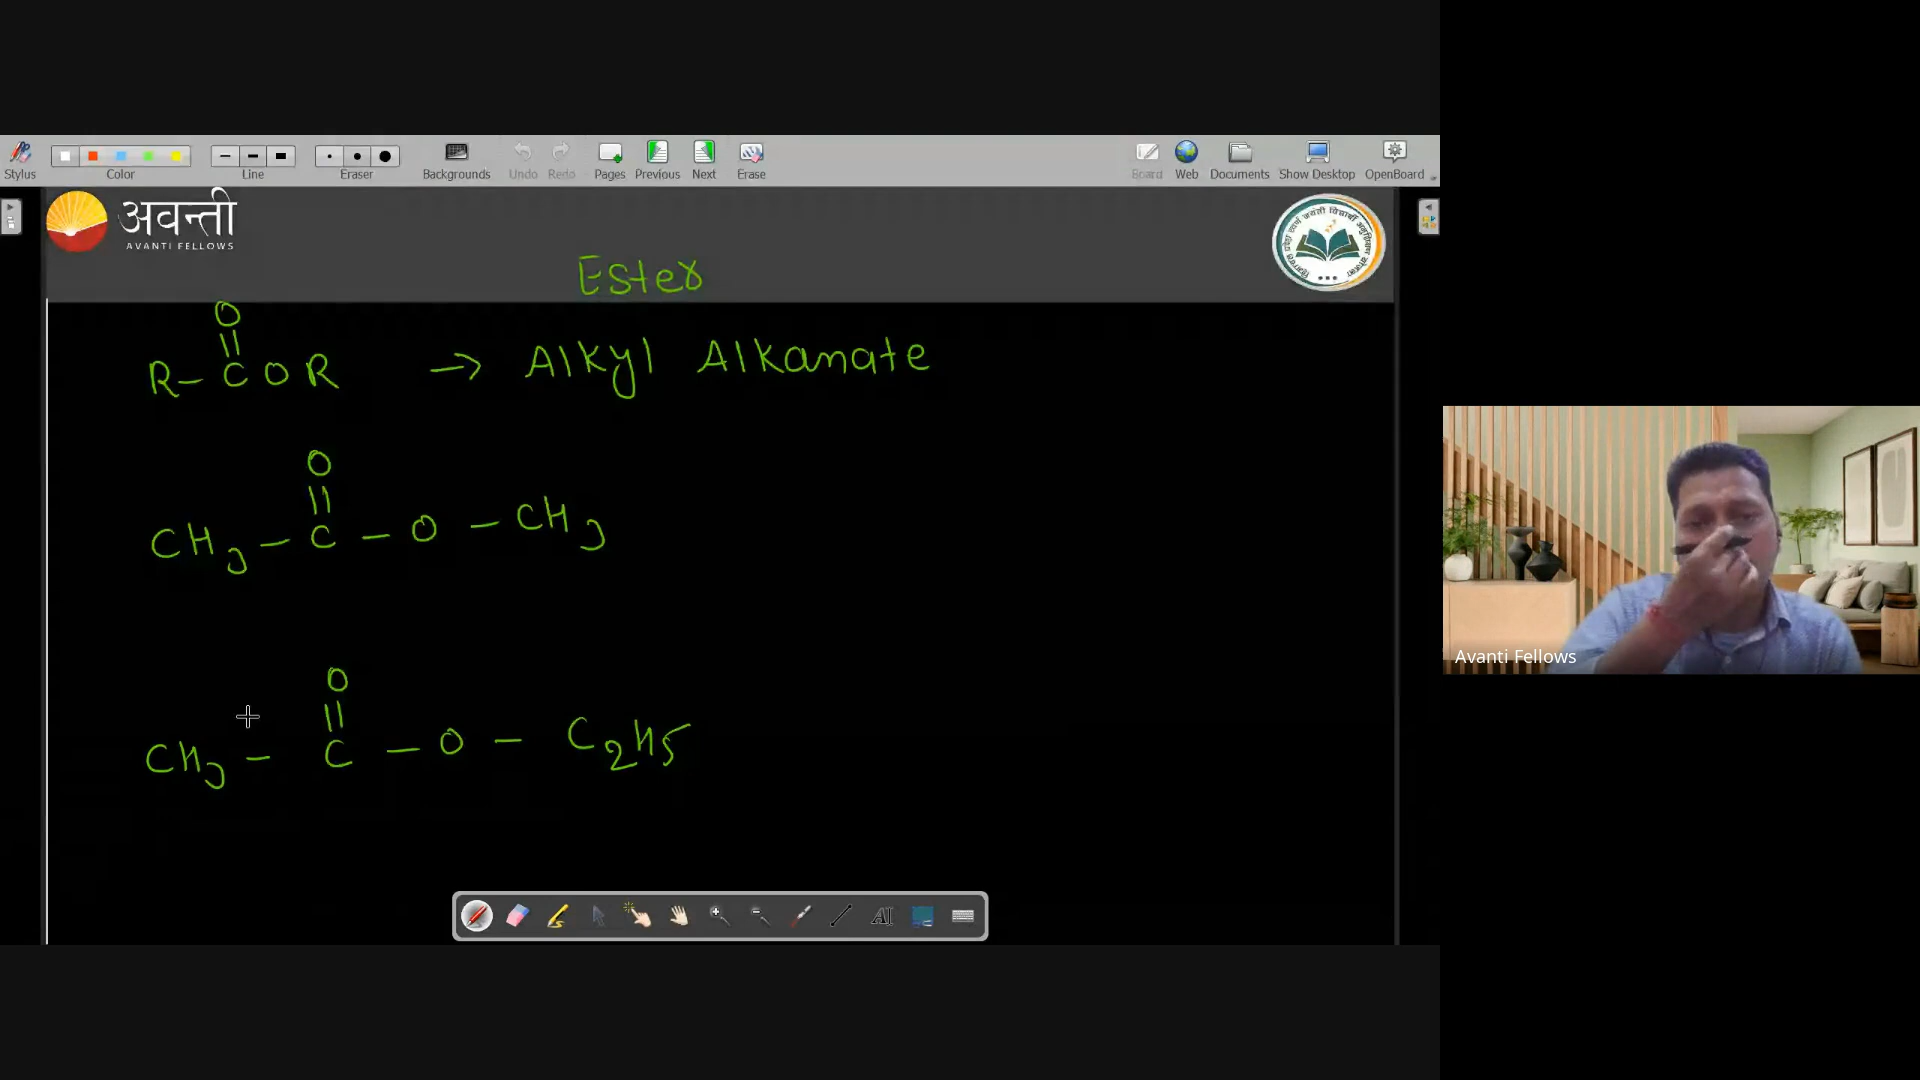 Stylus Color Line Eraser Backgrounds Undo Redo Pages Previous Next Erase Board Web Documents Show Desktop OpenBoard
अवन्ती
AVANTI FELLOWS
Ester
O
||
R-COR → Alkyl Alkanate
O
||
CH3 - C - O - CH3
O
||
CH3 - C - O - C2H5
Avanti Fellows